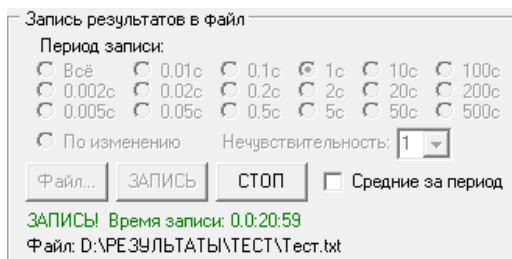 Запись результатов в файл
Период записи:
Всё 0.01с 0.1с 1с 10с 100с
0.002с 0.02с 0.2с 2с 20с 200с
0.005с 0.05с 0.5с 5с 50с 500с
По изменению Нечувствительность: 1
Файл... ЗАПИСЬ СТОП Средние за период
ЗАПИСЬ! Время записи: 0.0:20:59
Файл: D:\РЕЗУЛЬТАТЫ\ТЕСТ\Тест.txt